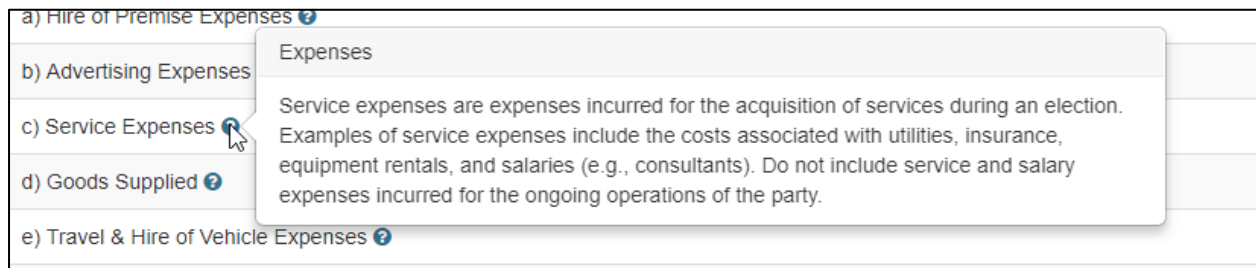 a) Hire of Premise Expenses ?
Expenses
b) Advertising Expenses
Service expenses are expenses incurred for the acquisition of services during an election.
c) Service Expenses ?
Examples of service expenses include the costs associated with utilities, insurance,
equipment rentals, and salaries (e.g., consultants). Do not include service and salary
d) Goods Supplied ?
expenses incurred for the ongoing operations of the party.
e) Travel & Hire of Vehicle Expenses ?